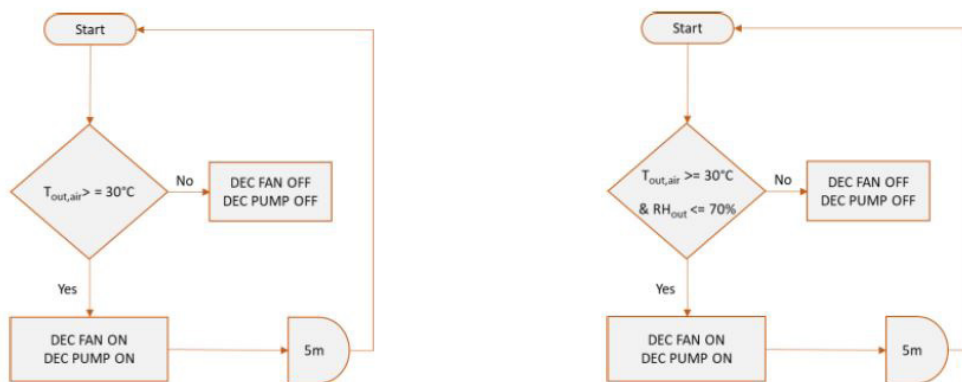 Start
T_out,air> = 30°C
No
DEC FAN OFF
DEC PUMP OFF
Yes
DEC FAN ON
DEC PUMP ON
5m
Start
T_out,air >= 30°C
& RH_out <= 70%
No
DEC FAN OFF
DEC PUMP OFF
Yes
DEC FAN ON
DEC PUMP ON
5m